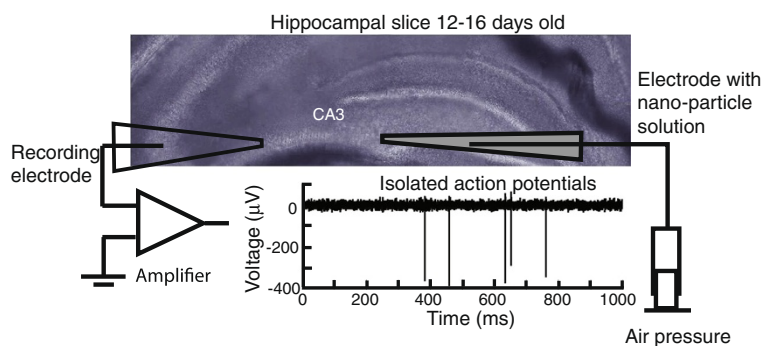 Hippocampal slice 12-16 days old
CA3
Electrode with
nano-particle
solution
Recording
electrode
Amplifier
Isolated action potentials
Voltage (µV)
0
-200
-400
0 200 400 600 800 1000
Time (ms)
Air pressure